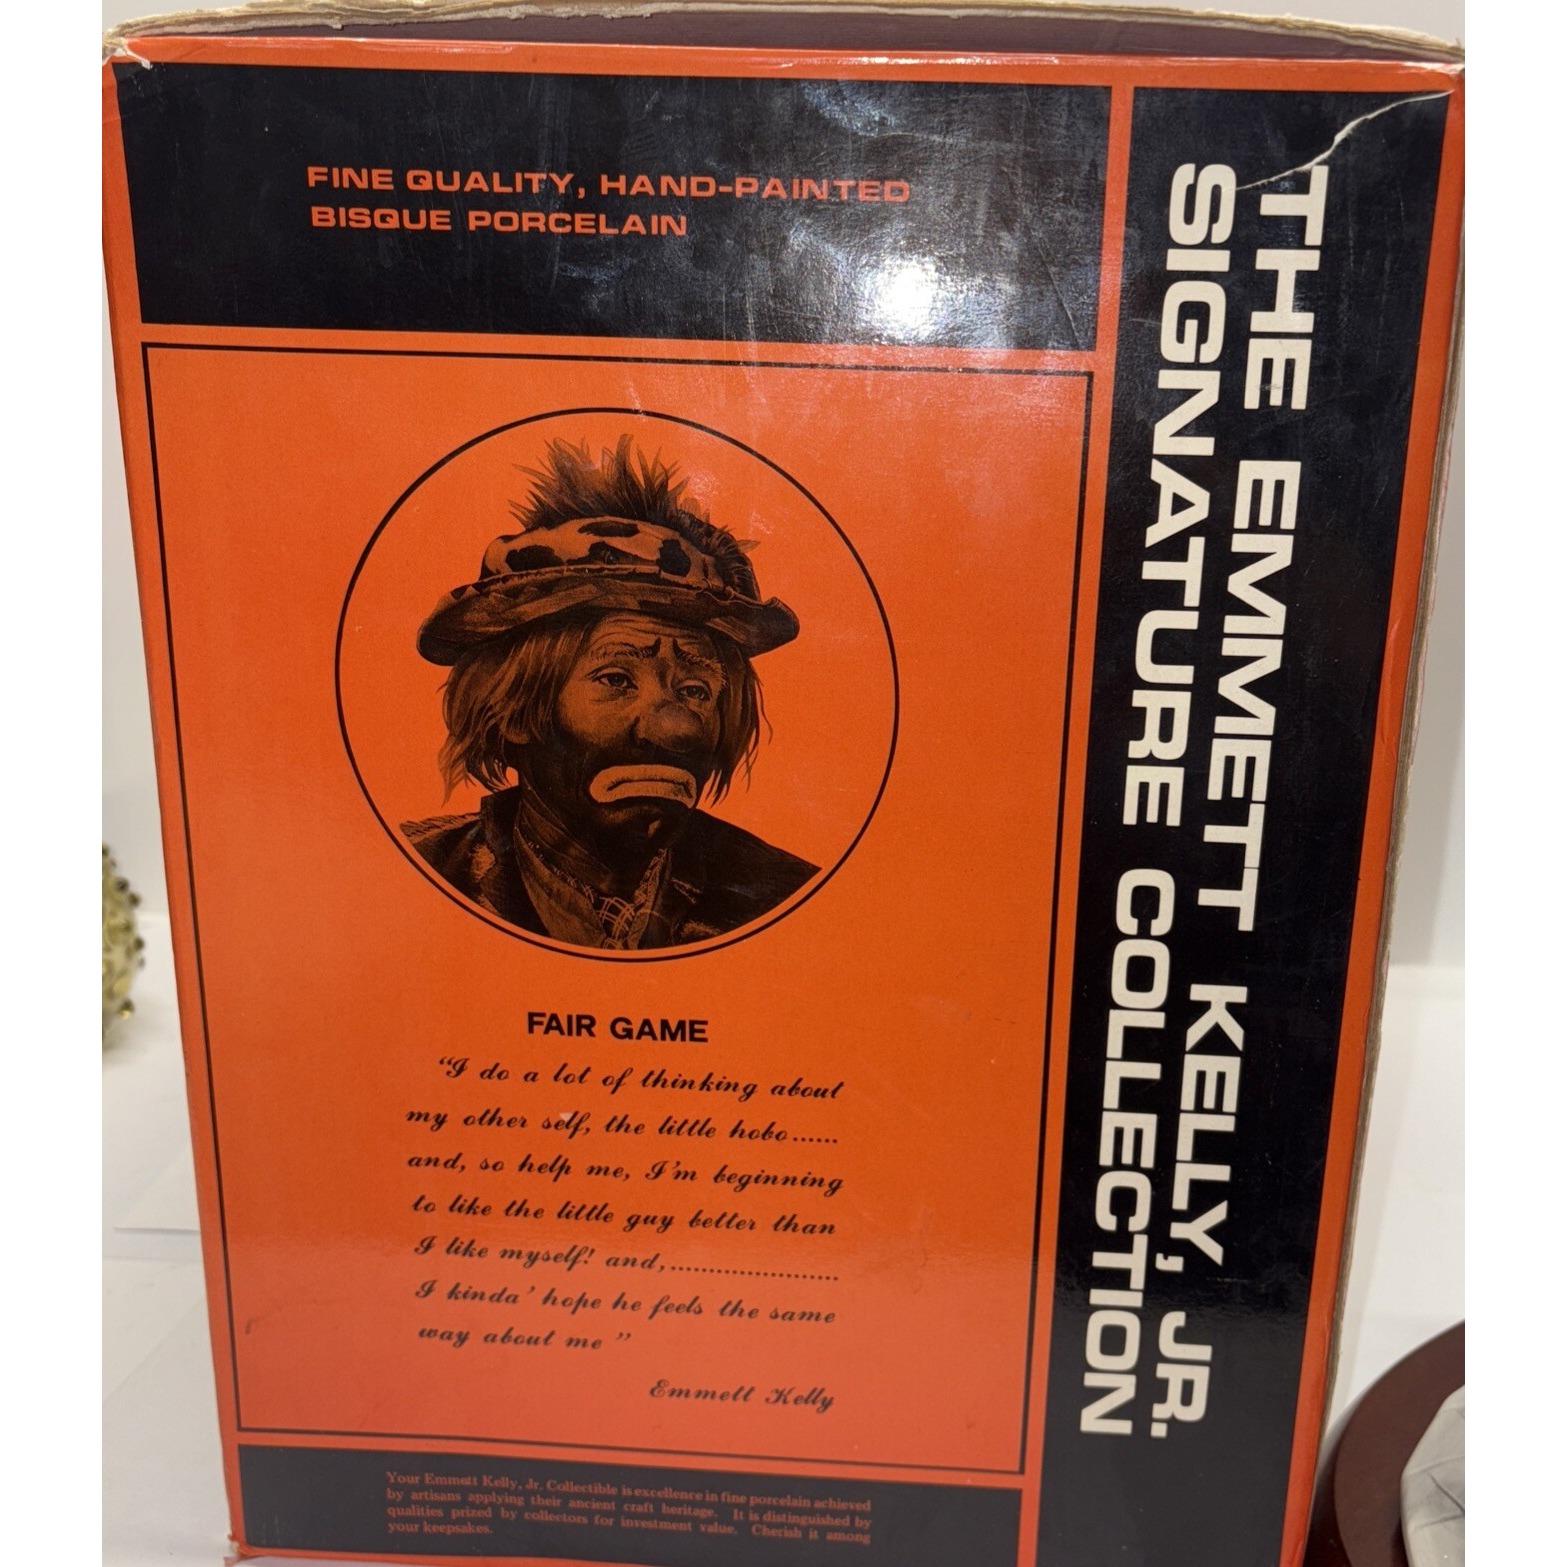 FINE QUALITY, HAND-PAINTED
BISQUE PORCELAIN
THE EMMETT KELLY, JR.
SIGNATURE COLLECTION
FAIR GAME
"I do a lot of thinking about
my other self, the little hobo......
and, so help me, I'm beginning
to like the little guy better than
I like myself! and,......................
I kinda' hope he feels the same
way about me"
Emmett Kelly
Your Emmett Kelly, Jr. Collectible is excellence in fine porcelain achieved
by artisans applying their ancient craft heritage. It is distinguished by
qualities prized by collectors for investment value. Cherish it among
your keepsakes.